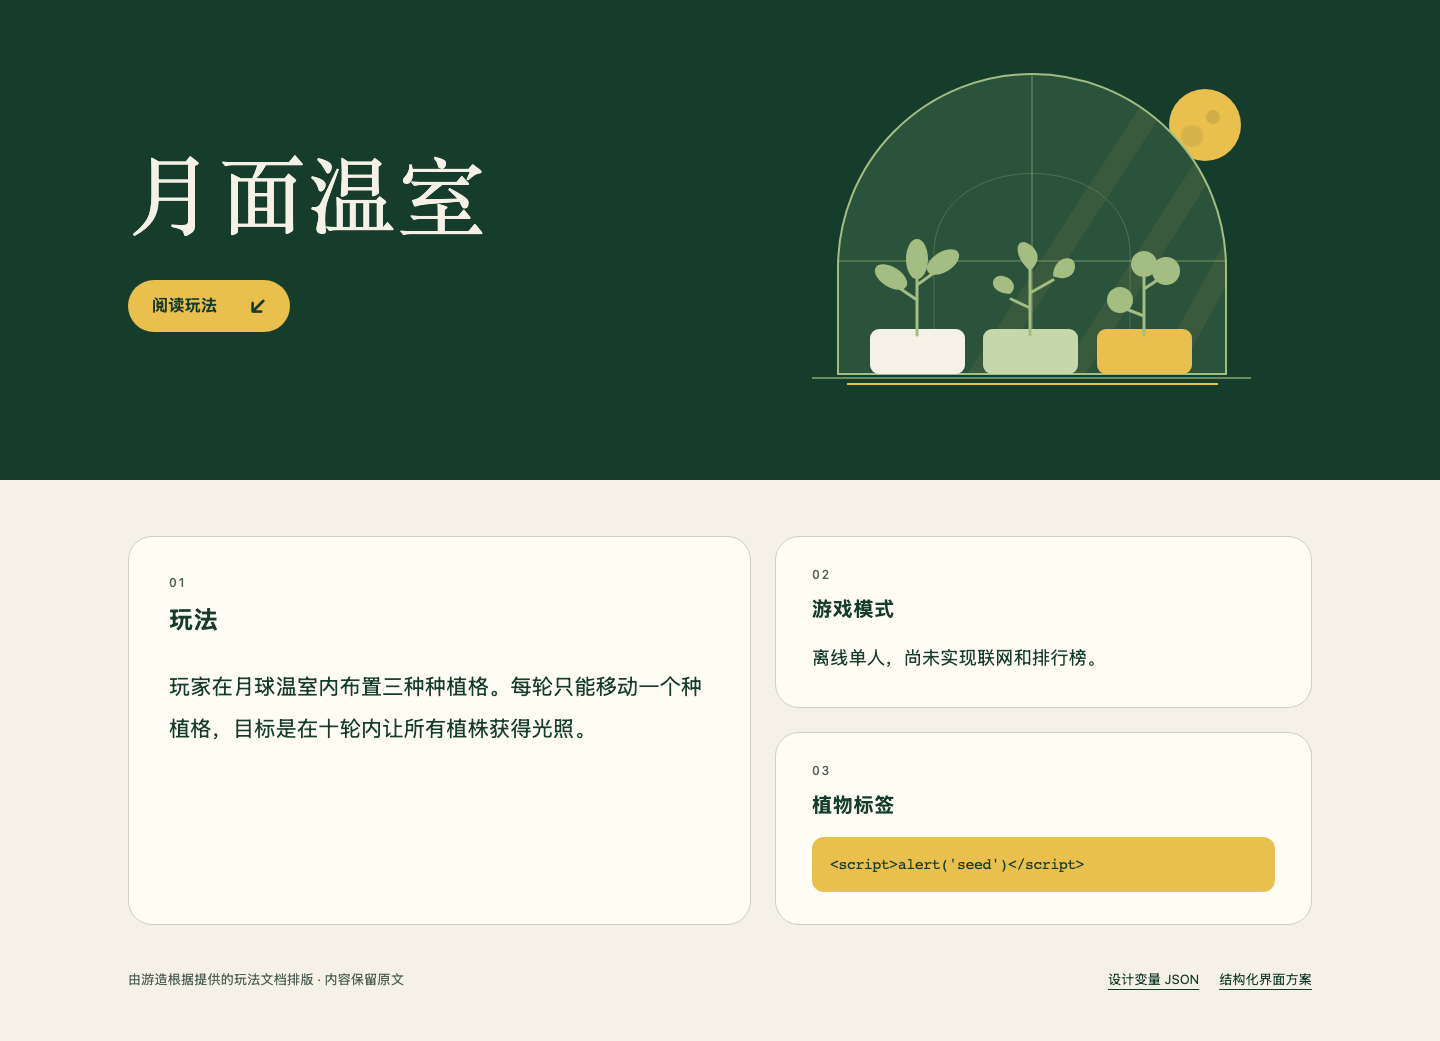 月面温室
阅读玩法
01
玩法
玩家在月球温室内布置三种种植格。每轮只能移动一个种
植格，目标是在十轮内让所有植株获得光照。
02
游戏模式
离线单人，尚未实现联网和排行榜。
03
植物标签
<script>alert('seed')</script>
由游造根据提供的玩法文档排版 · 内容保留原文
设计变量 JSON
结构化界面方案